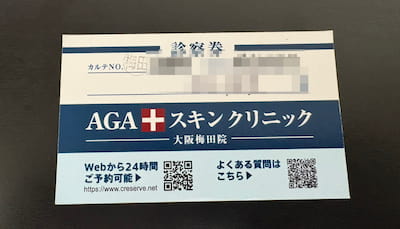 診察券
カルテNO.
AGA スキンクリニック
大阪梅田院
Webから24時間
ご予約可能▶
https://www.creserve.net
よくある質問は
こちら▶